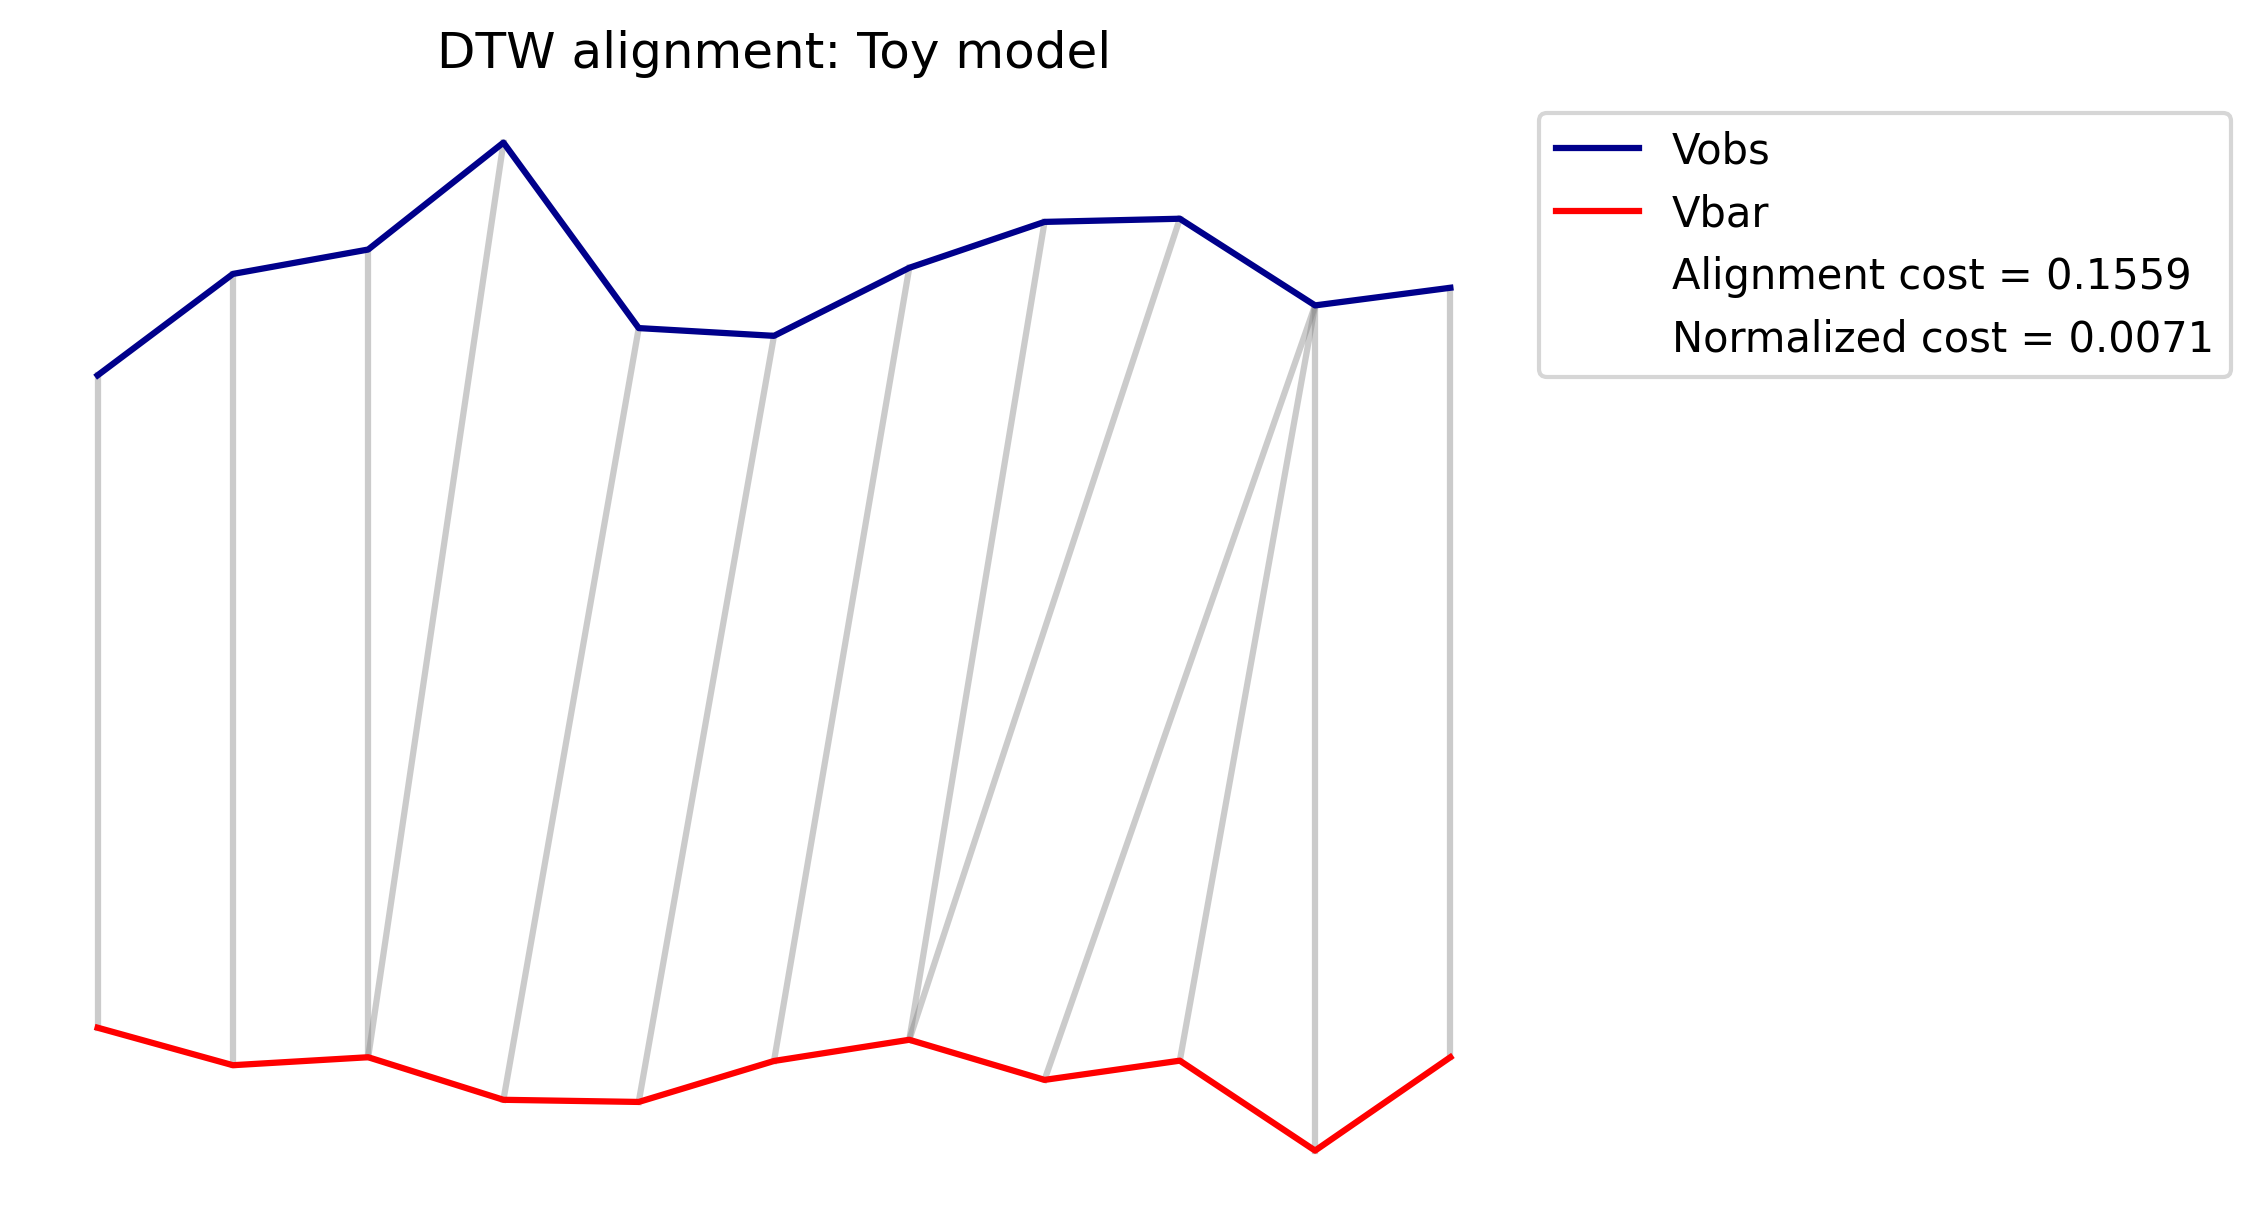 DTW alignment: Toy model
Vobs
Vbar
Alignment cost = 0.1559
Normalized cost = 0.0071